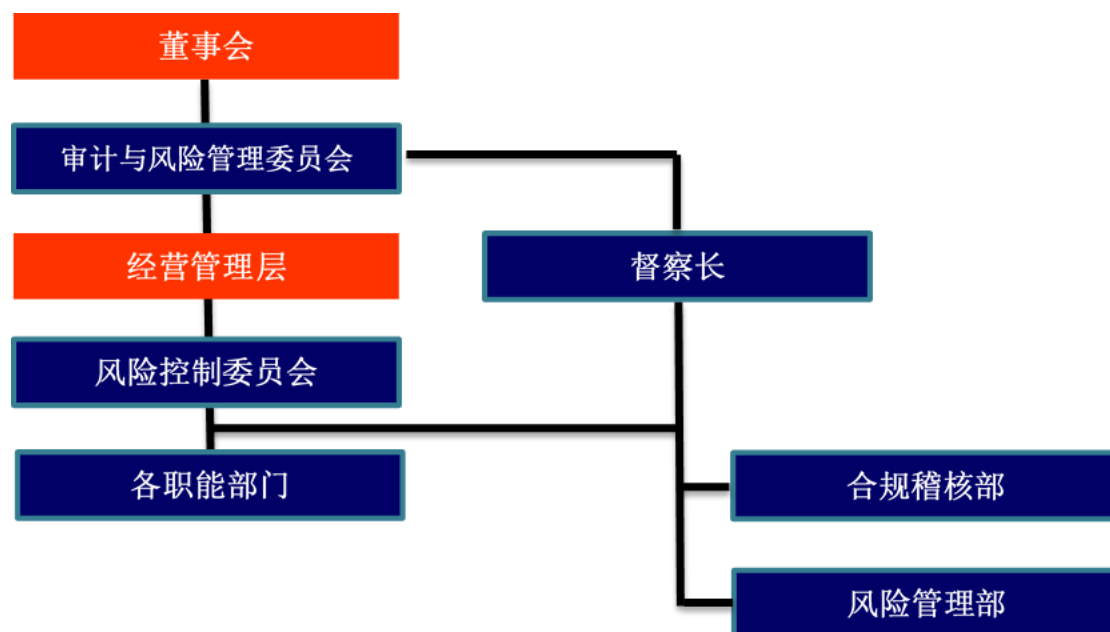 董事会
审计与风险管理委员会
经营管理层
督察长
风险控制委员会
各职能部门
合规稽核部
风险管理部